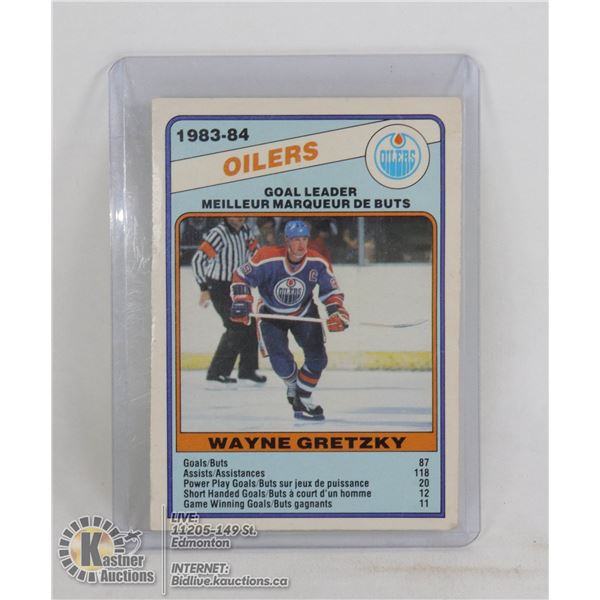 1983-84
OILERS
OILERS
GOAL LEADER
MEILLEUR MARQUEUR DE BUTS
OILERS
C
WAYNE GRETZKY
Goals/Buts 87
Assists/Assistances 118
Power Play Goals/Buts sur jeux de puissance 20
Short Handed Goals/Buts à court d'un homme 12
Game Winning Goals/Buts gagnants 11
LIVE:
11205-149 St.
Edmonton
INTERNET:
Bidlive.kauctions.ca
Kastner
Auctions